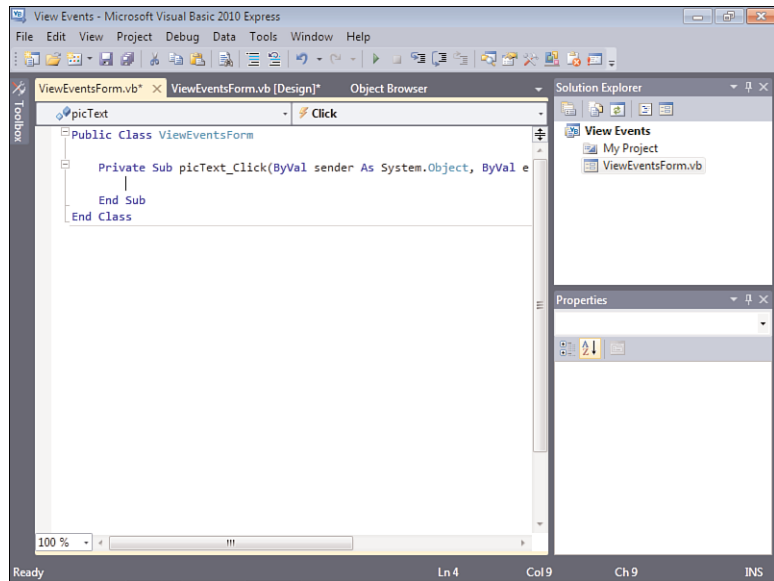 View Events - Microsoft Visual Basic 2010 Express
File Edit View Project Debug Data Tools Window Help
ViewEventsForm.vb* ViewEventsForm.vb [Design]* Object Browser
Toolbox
picText Click
Public Class ViewEventsForm
Private Sub picText_Click(ByVal sender As System.Object, ByVal e
End Sub
End Class
100 %
Solution Explorer
View Events
My Project
ViewEventsForm.vb
Properties
Ready Ln 4 Col 9 Ch 9 INS